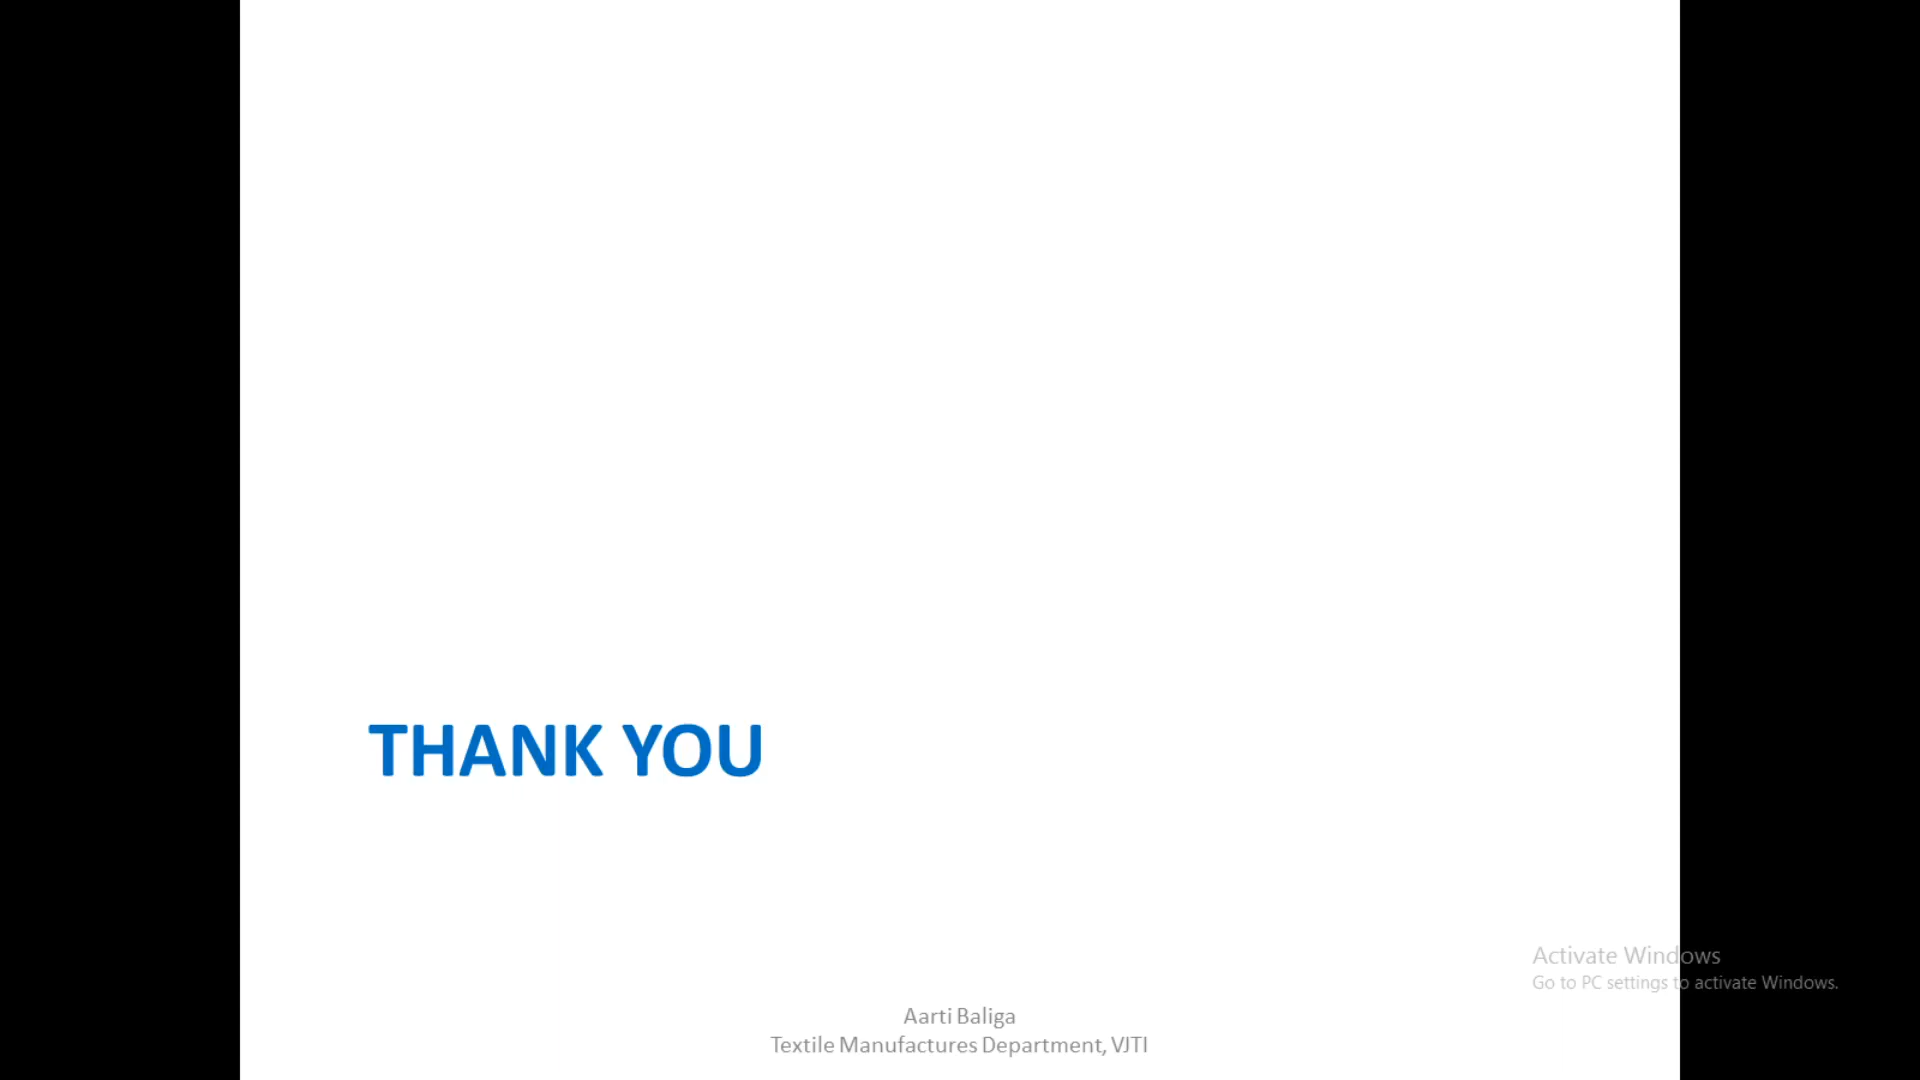 THANK YOU
Activate Windows
Go to PC settings to activate Windows.
Aarti Baliga
Textile Manufactures Department, VJTI